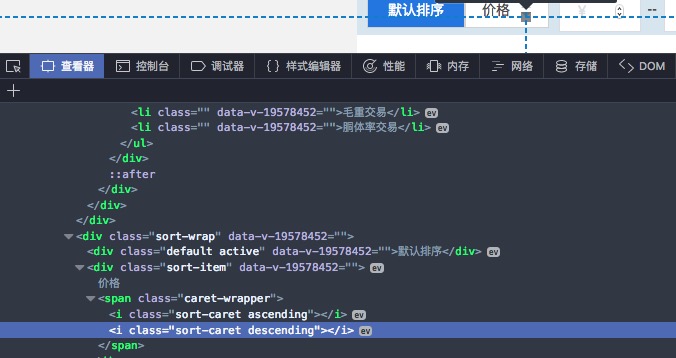 默认排序 价格 ¥ --
查看器 控制台 调试器 { } 样式编辑器 性能 内存 网络 存储 DOM
+
<li class="" data-v-19578452="">毛重交易</li> ev
<li class="" data-v-19578452="">胴体率交易</li> ev
</ul>
</div>
::after
</div>
</div>
</div>
<div class="sort-wrap" data-v-19578452="">
<div class="default active" data-v-19578452="">默认排序</div> ev
<div class="sort-item" data-v-19578452=""> ev
价格
<span class="caret-wrapper">
<i class="sort-caret ascending"></i> ev
<i class="sort-caret descending"></i> ev
</span>